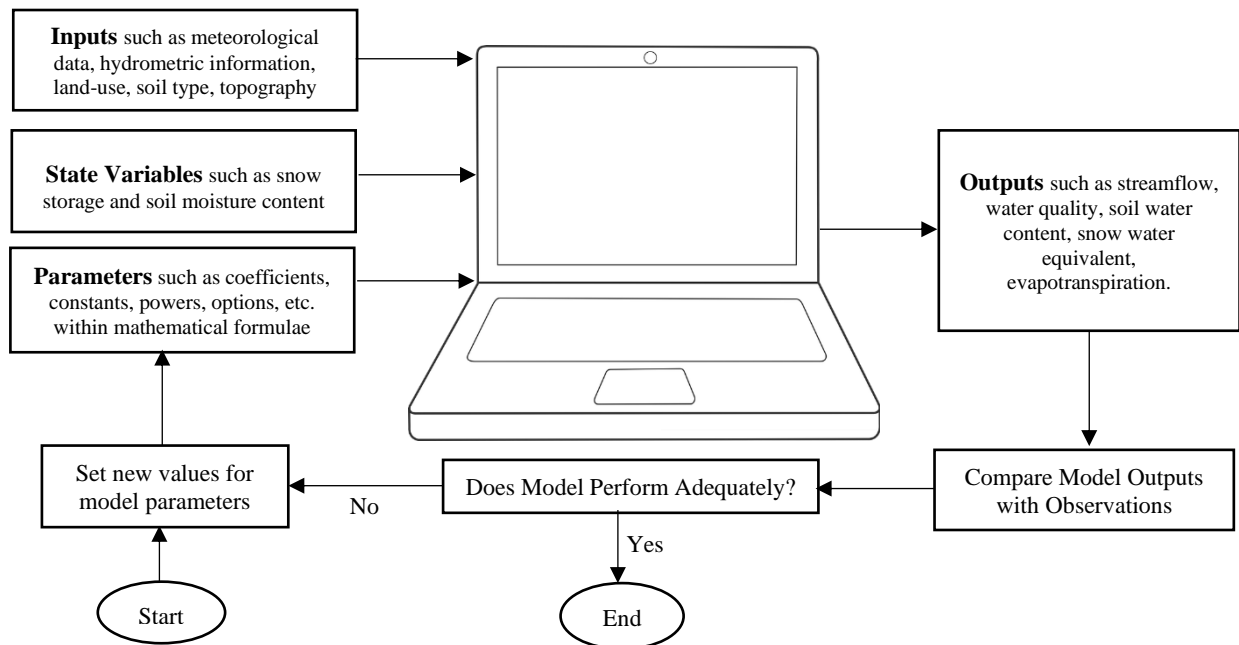 Inputs such as meteorological
data, hydrometric information,
land-use, soil type, topography
State Variables such as snow
storage and soil moisture content
Parameters such as coefficients,
constants, powers, options, etc.
within mathematical formulae
Outputs such as streamflow,
water quality, soil water
content, snow water
equivalent,
evapotranspiration.
Set new values for
model parameters
No
Does Model Perform Adequately?
Compare Model Outputs
with Observations
Yes
Start
End